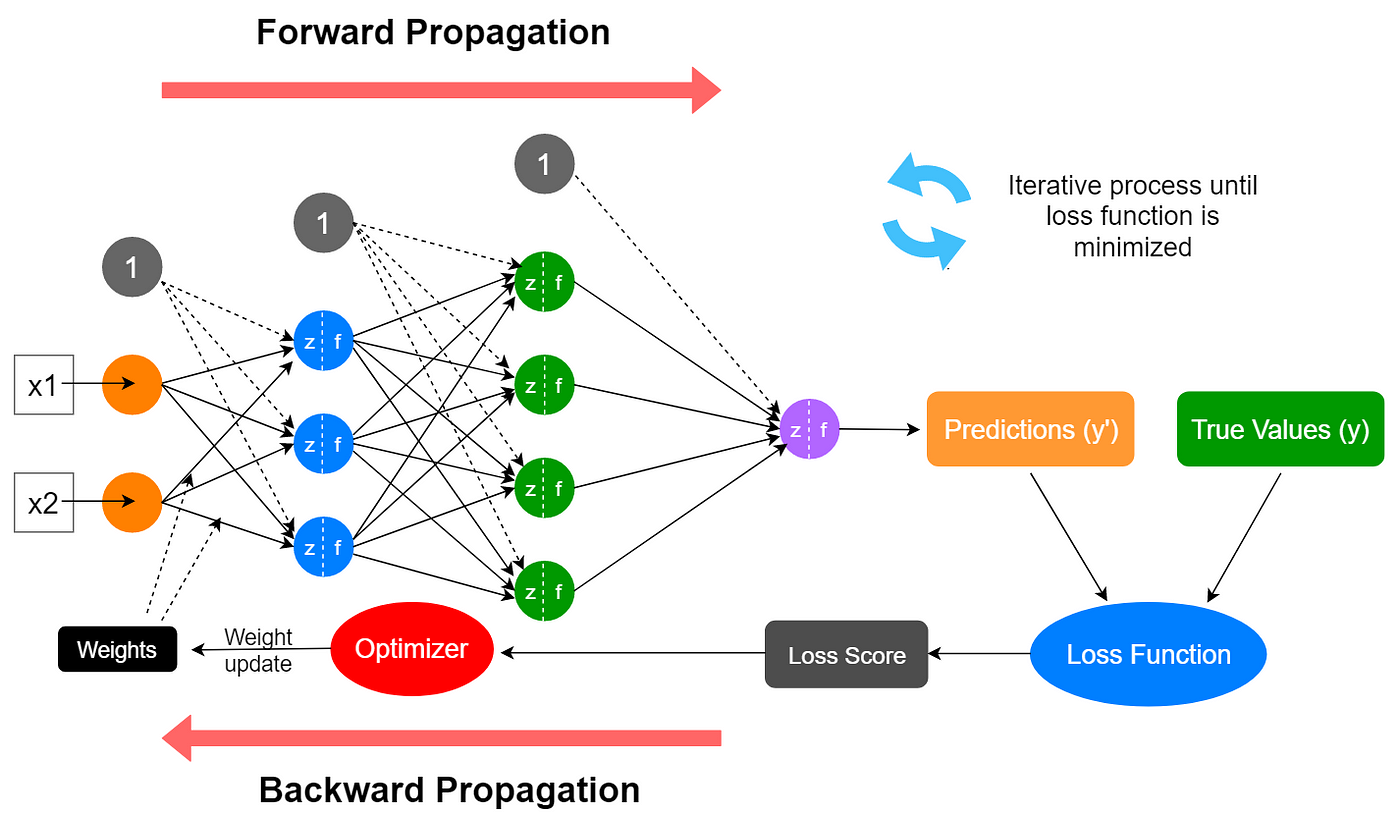 Forward Propagation
1
1
1
Iterative process until
loss function is
minimized
z f
z f
x1
z f
z f
z f
Predictions (y')
True Values (y)
z f
x2
z f
z f
z f
Weights
Weight
update
Optimizer
Loss Score
Loss Function
Backward Propagation